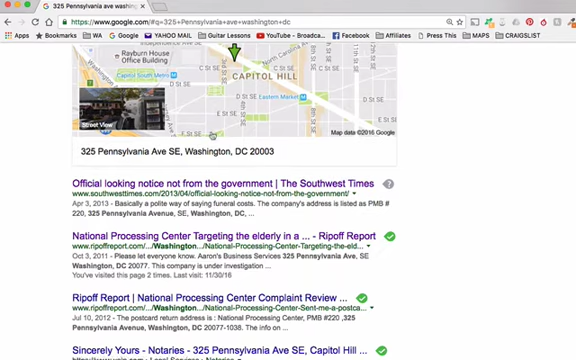 325 Pennsylvania ave washing
https://www.google.com/#q=325+Pennsylvania+ave+washington+dc
Apps
Bookmarks
WA
Google
YAHOO MAIL
Guitar Lessons
YouTube - Broadca...
Facebook
Affiliates
Press This
MAPS
CRAIGSLIST
Rayburn House
Office Building
Independence Ave SE
Capitol South Metro
C St SE
C St SE
D St SE
CAPITOL HILL
Eastern Market
E St SE
Street View
Map data ©2016 Google
325 Pennsylvania Ave SE, Washington, DC 20003
Official looking notice not from the government | The Southwest Times
www.southwesttimes.com/2013/04/official-looking-notice-not-from-the-government/
Apr 3, 2013 - Basically a polite way of saying funeral costs. The company's address is listed as PMB #
220, 325 Pennsylvania Avenue, SE, Washington, DC, ...
National Processing Center Targeting the elderly in a ... - Ripoff Report
www.ripoffreport.com/.../Washington.../National-Processing-Center-Targeting-the-eld...
Oct 3, 2011 - Please let everyone know. Aaron's Business Services 325 Pennsylvania Ave, SE
Washington, DC 20077. This company is under investigation ...
You've visited this page 2 times. Last visit: 11/30/16
Ripoff Report | National Processing Center Complaint Review ...
www.ripoffreport.com/.../Washington.../National-Processing-Center-Sent-me-a-postca...
Jul 10, 2012 - The postcard return address is : National Processing Center, PMB #220 ,325
Pennsylvania Avenue, Washington, DC 20077-1038. The info on ...
Sincerely Yours - Notaries - 325 Pennsylvania Ave SE, Capitol Hill ...